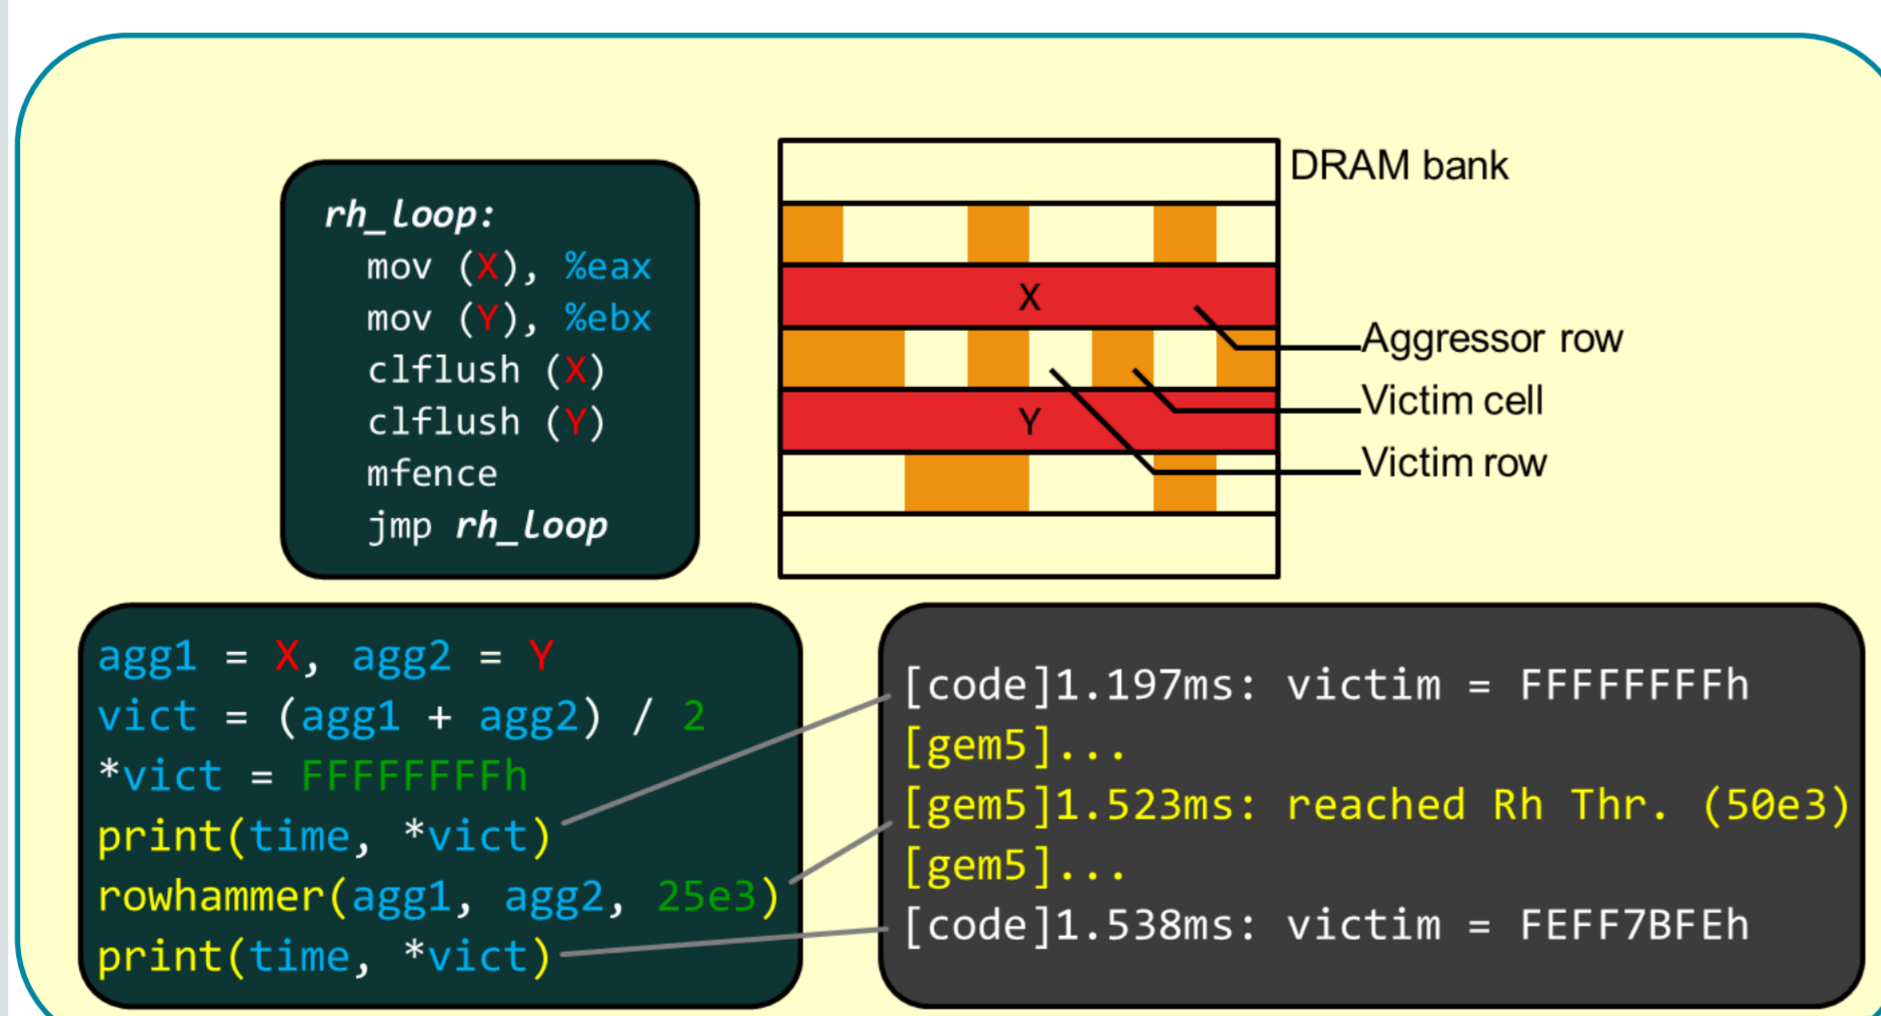 rh_loop:
mov (X), %eax
mov (Y), %ebx
clflush (X)
clflush (Y)
mfence
jmp rh_loop
DRAM bank
X
Y
Aggressor row
Victim cell
Victim row
agg1 = X, agg2 = Y
vict = (agg1 + agg2) / 2
*vict = FFFFFFFFh
print(time, *vict)
rowhammer(agg1, agg2, 25e3)
print(time, *vict)
[code]1.197ms: victim = FFFFFFFFh
[gem5]...
[gem5]1.523ms: reached Rh Thr. (50e3)
[gem5]...
[code]1.538ms: victim = FEFF7BFEh